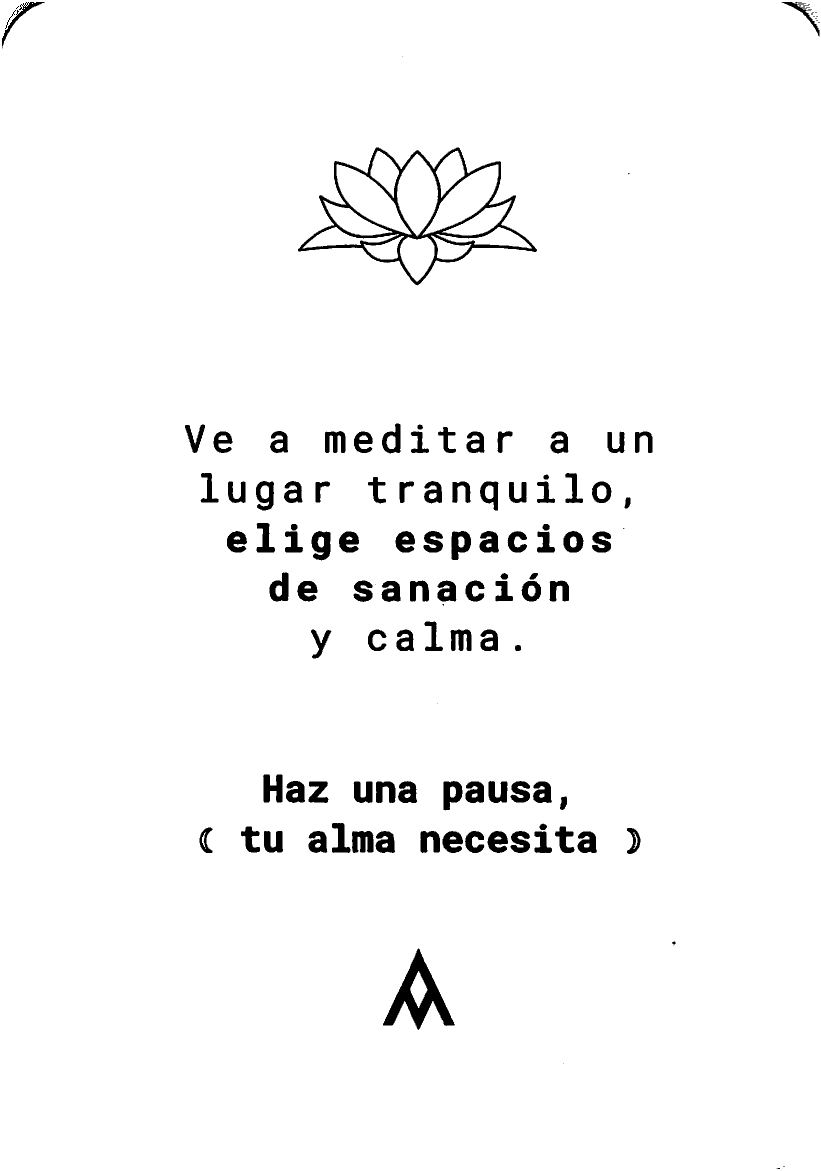 Ve a meditar a un
lugar tranquilo,
elige espacios
de sanación
y calma.
Haz una pausa,
( tu alma necesita )